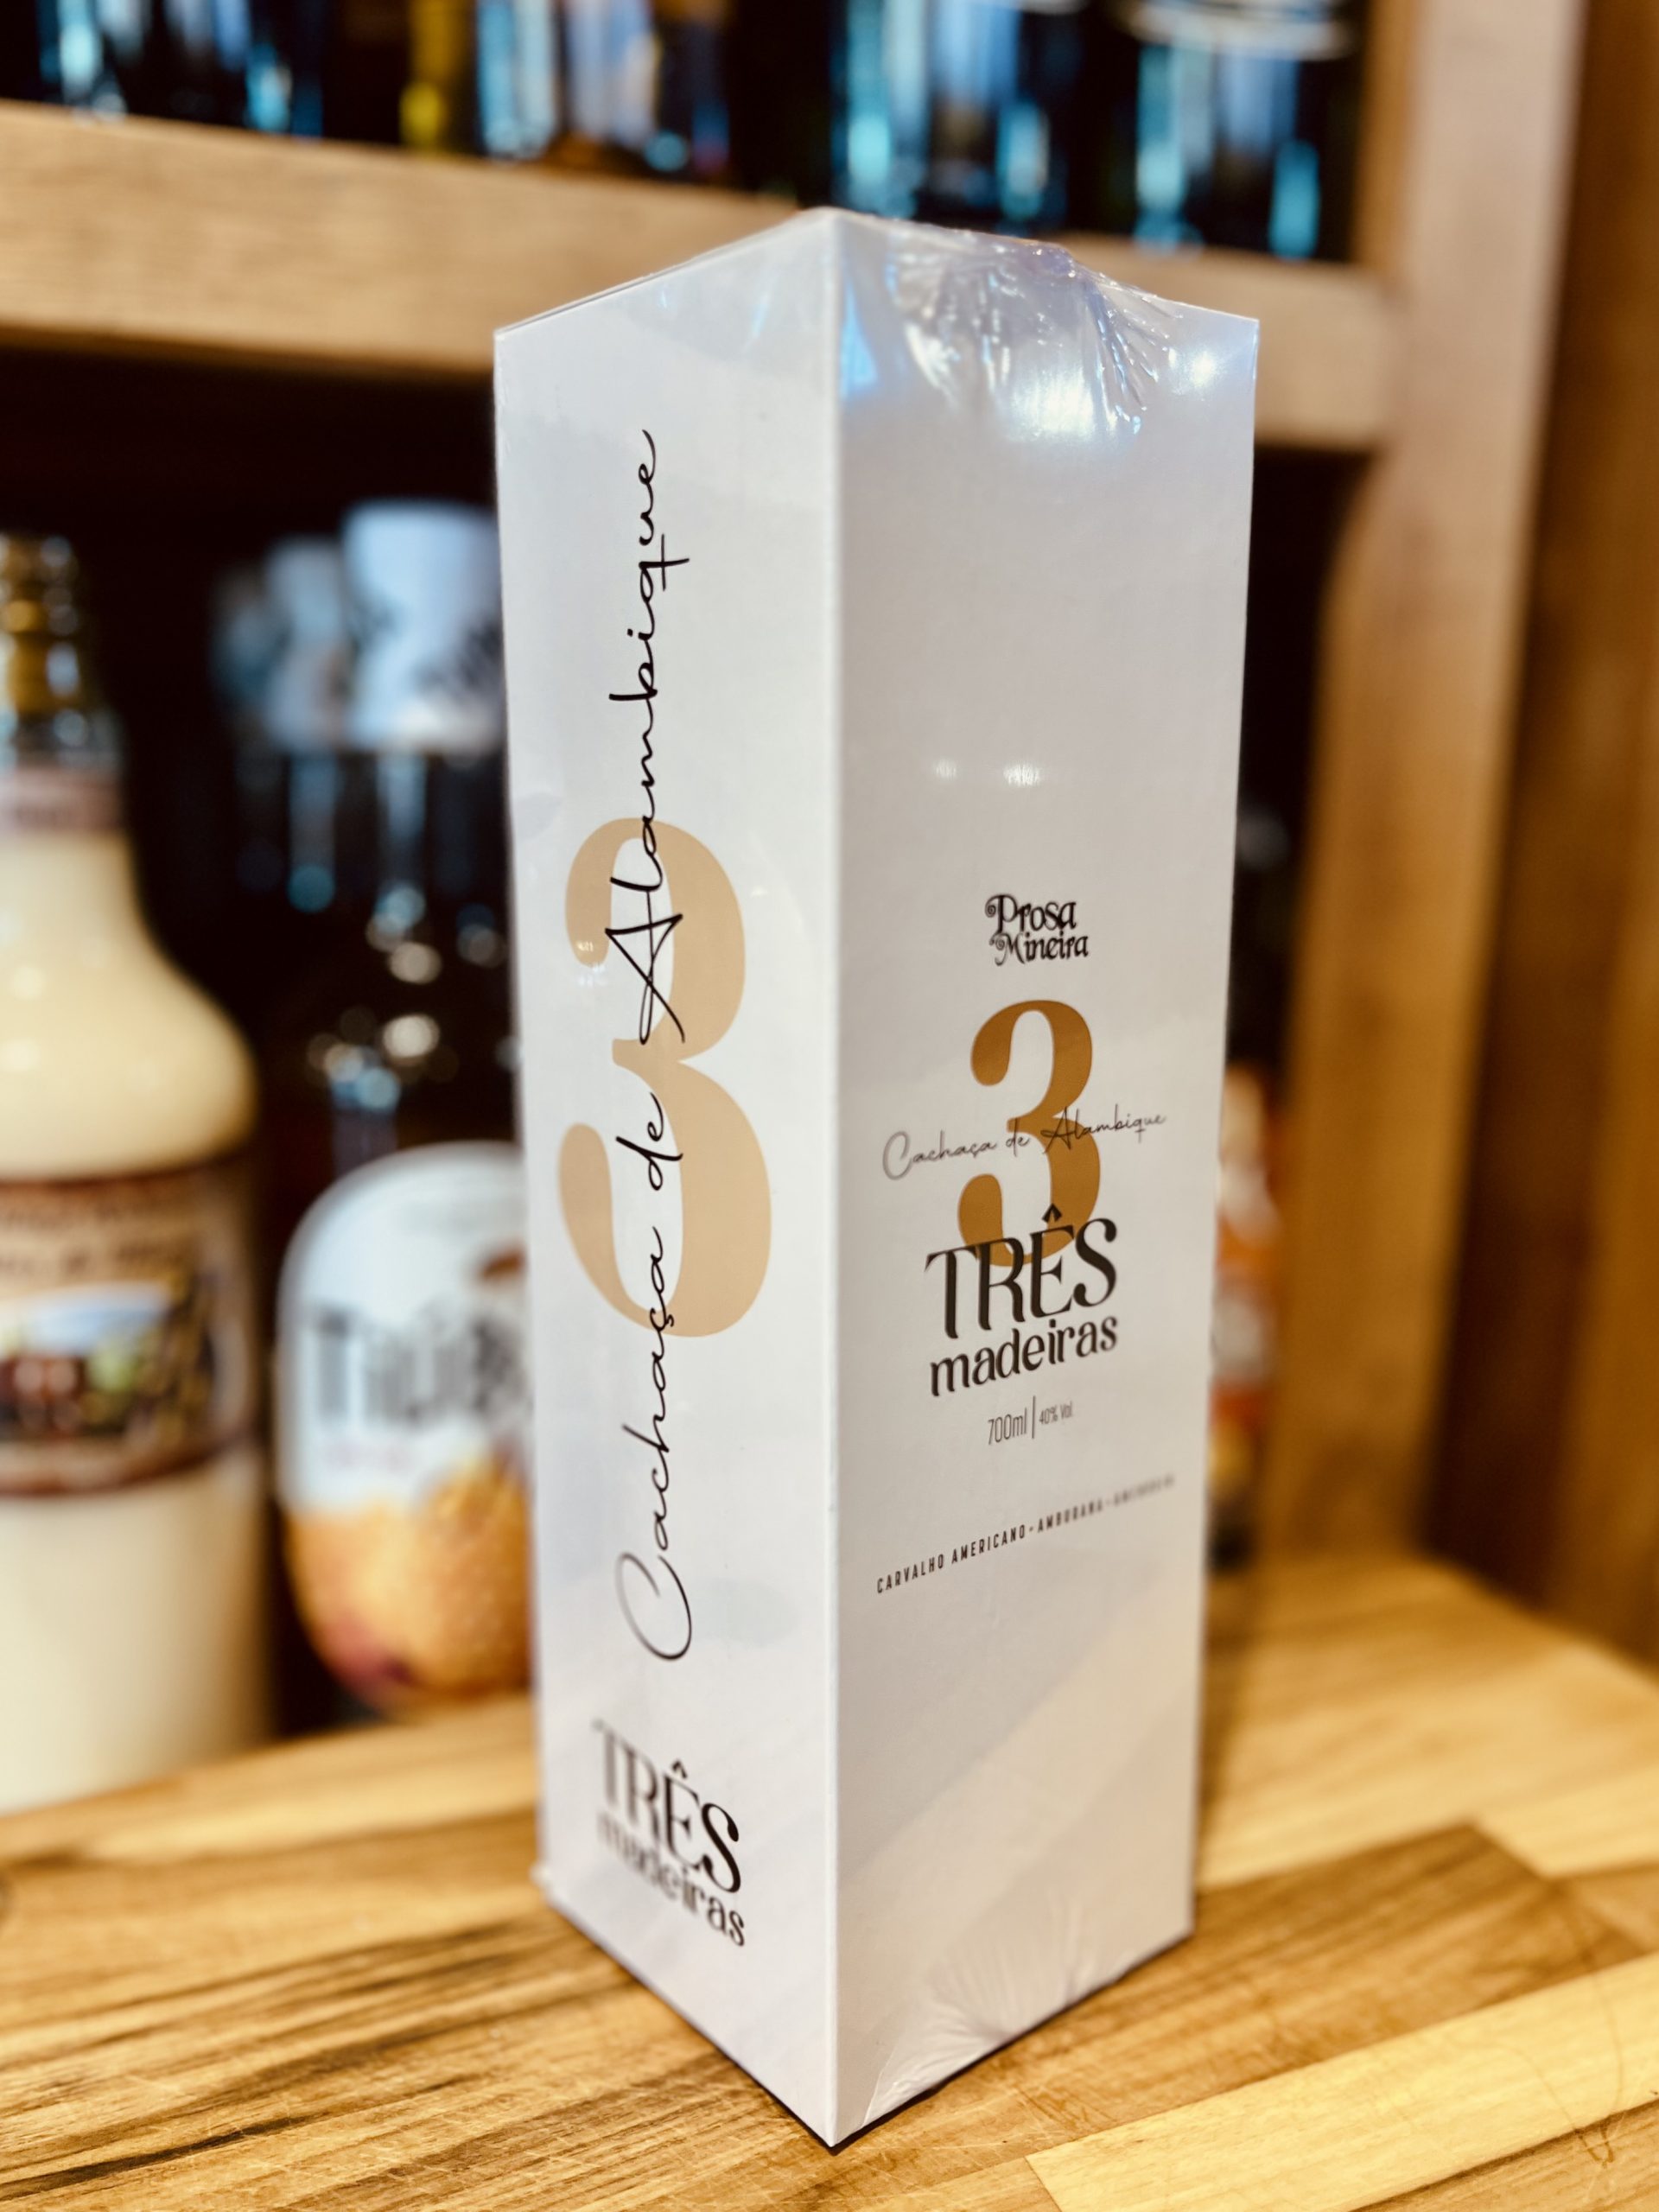 Cachaça de Alambique
3
TRÊS
madeiras
Prosa
Mineira
3
Cachaça de Alambique
TRÊS
madeiras
700ml | 40% Vol
CARVALHO AMERICANO - AMBURANA -